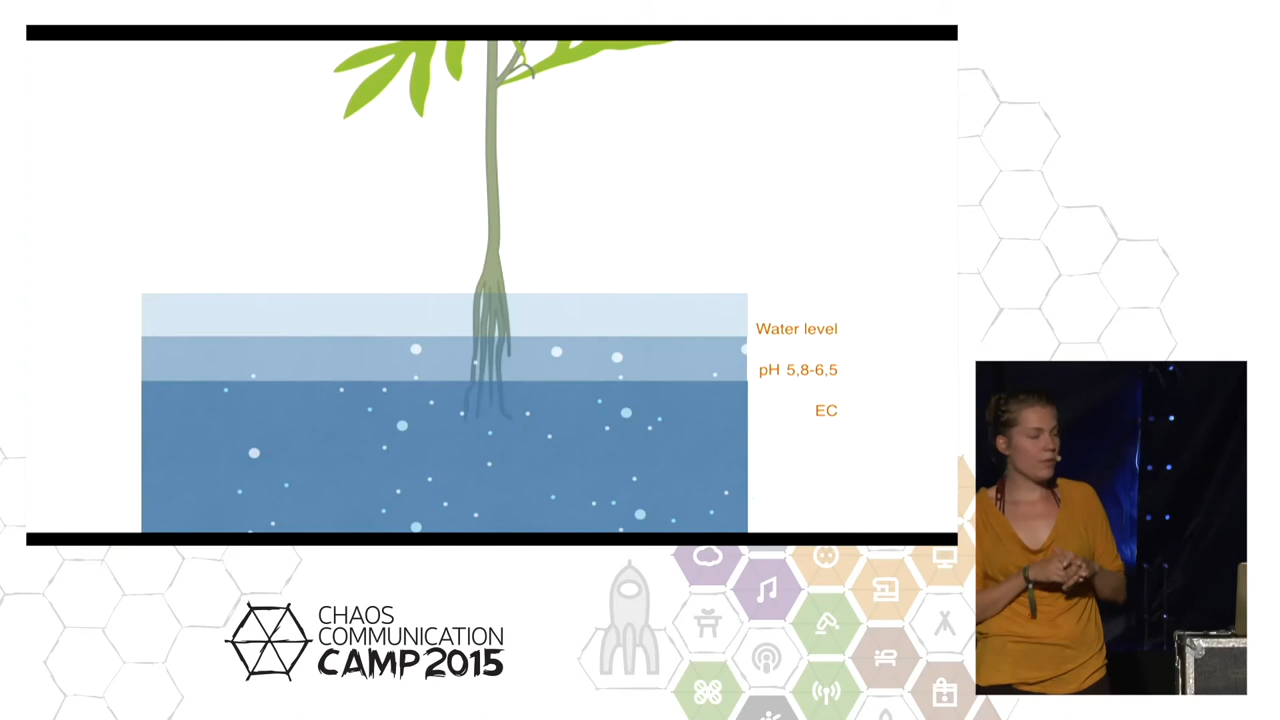 Water level
pH 5,8-6,5
EC
CHAOS
COMMUNICATION
CAMP 2015